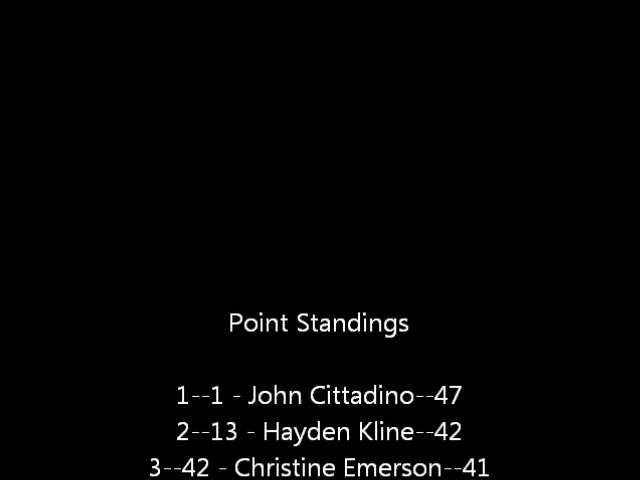 Point Standings
1--1 - John Cittadino--47
2--13 - Hayden Kline--42
3--42 - Christine Emerson--41